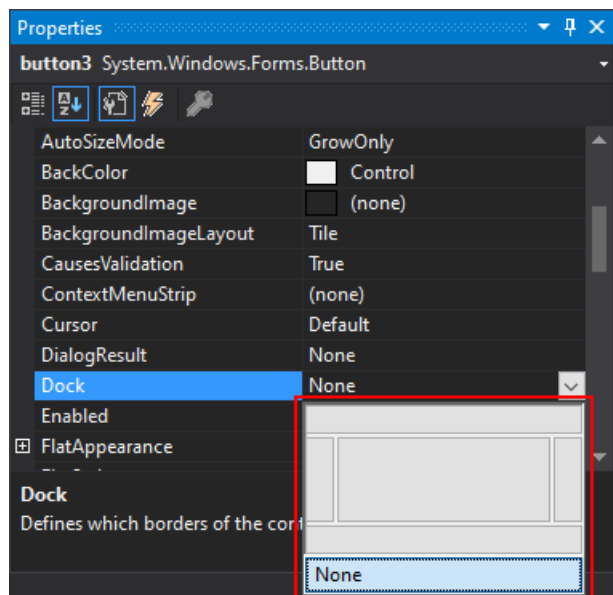 Properties
button3 System.Windows.Forms.Button
AutoSizeMode GrowOnly
BackColor Control
BackgroundImage (none)
BackgroundImageLayout Tile
CausesValidation True
ContextMenuStrip (none)
Cursor Default
DialogResult None
Dock None
Enabled
FlatAppearance
Dock
Defines which borders of the cont
None